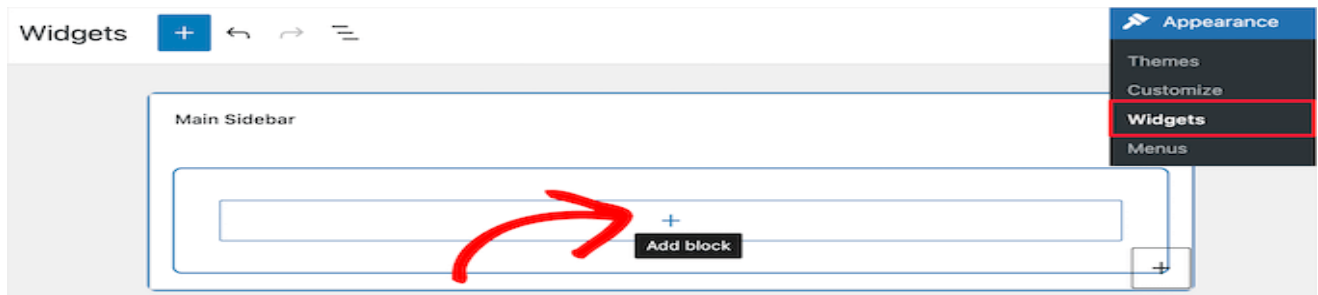 Widgets
Appearance
Themes
Customize
Widgets
Menus
Main Sidebar
Add block